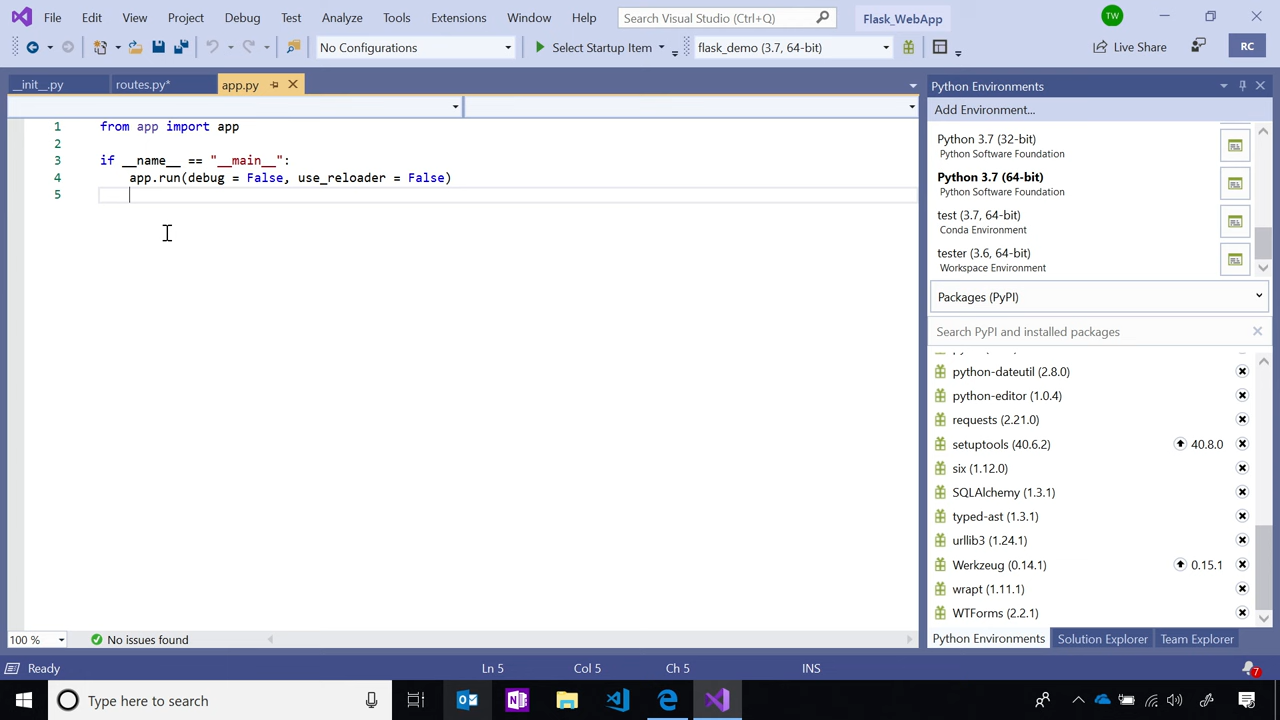 File Edit View Project Debug Test Analyze Tools Extensions Window Help Search Visual Studio (Ctrl+Q) Flask_WebApp TW
No Configurations Select Startup Item flask_demo (3.7, 64-bit) Live Share RC
__init__.py routes.py* app.py
1 from app import app
2
3 if __name__ == "__main__":
4 app.run(debug = False, use_reloader = False)
5
100 % No issues found
Python Environments
Add Environment...
Python 3.7 (32-bit)
Python Software Foundation
Python 3.7 (64-bit)
Python Software Foundation
test (3.7, 64-bit)
Conda Environment
tester (3.6, 64-bit)
Workspace Environment
Packages (PyPI)
Search PyPI and installed packages
python-dateutil (2.8.0)
python-editor (1.0.4)
requests (2.21.0)
setuptools (40.6.2) 40.8.0
six (1.12.0)
SQLAlchemy (1.3.1)
typed-ast (1.3.1)
urllib3 (1.24.1)
Werkzeug (0.14.1) 0.15.1
wrapt (1.11.1)
WTForms (2.2.1)
Python Environments Solution Explorer Team Explorer
Ready Ln 5 Col 5 Ch 5 INS 7
Type here to search